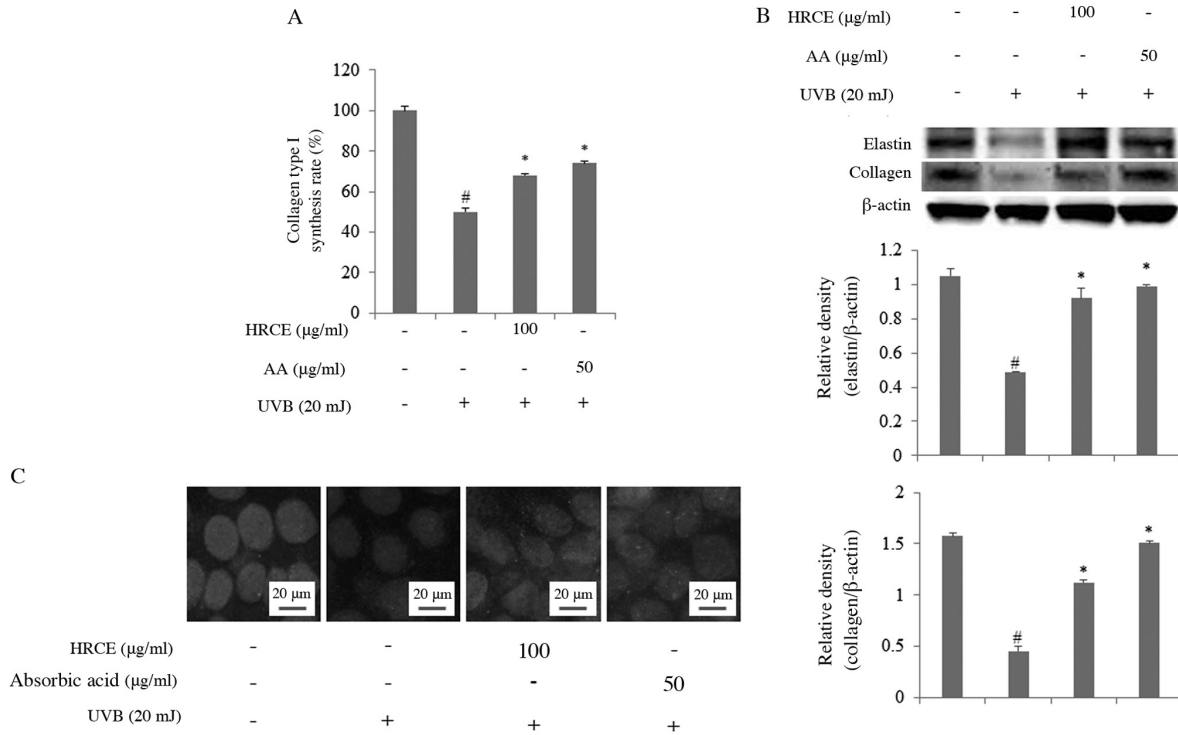 A
Collagen type I
synthesis rate (%)
120
100
80
60
40
20
0
#
*
*
HRCE (µg/ml) - - 100 -
AA (µg/ml) - - - 50
UVB (20 mJ) - + + +
B
HRCE (µg/ml) - - 100 -
AA (µg/ml) - - - 50
UVB (20 mJ) - + + +
Elastin
Collagen
β-actin
Relative density
(elastin/β-actin)
1.2
1
0.8
0.6
0.4
0.2
0
#
*
*
Relative density
(collagen/β-actin)
2
1.5
1
0.5
0
#
*
*
C
20 µm 20 µm 20 µm 20 µm
HRCE (µg/ml) - - 100 -
Absorbic acid (µg/ml) - - - 50
UVB (20 mJ) - + + +